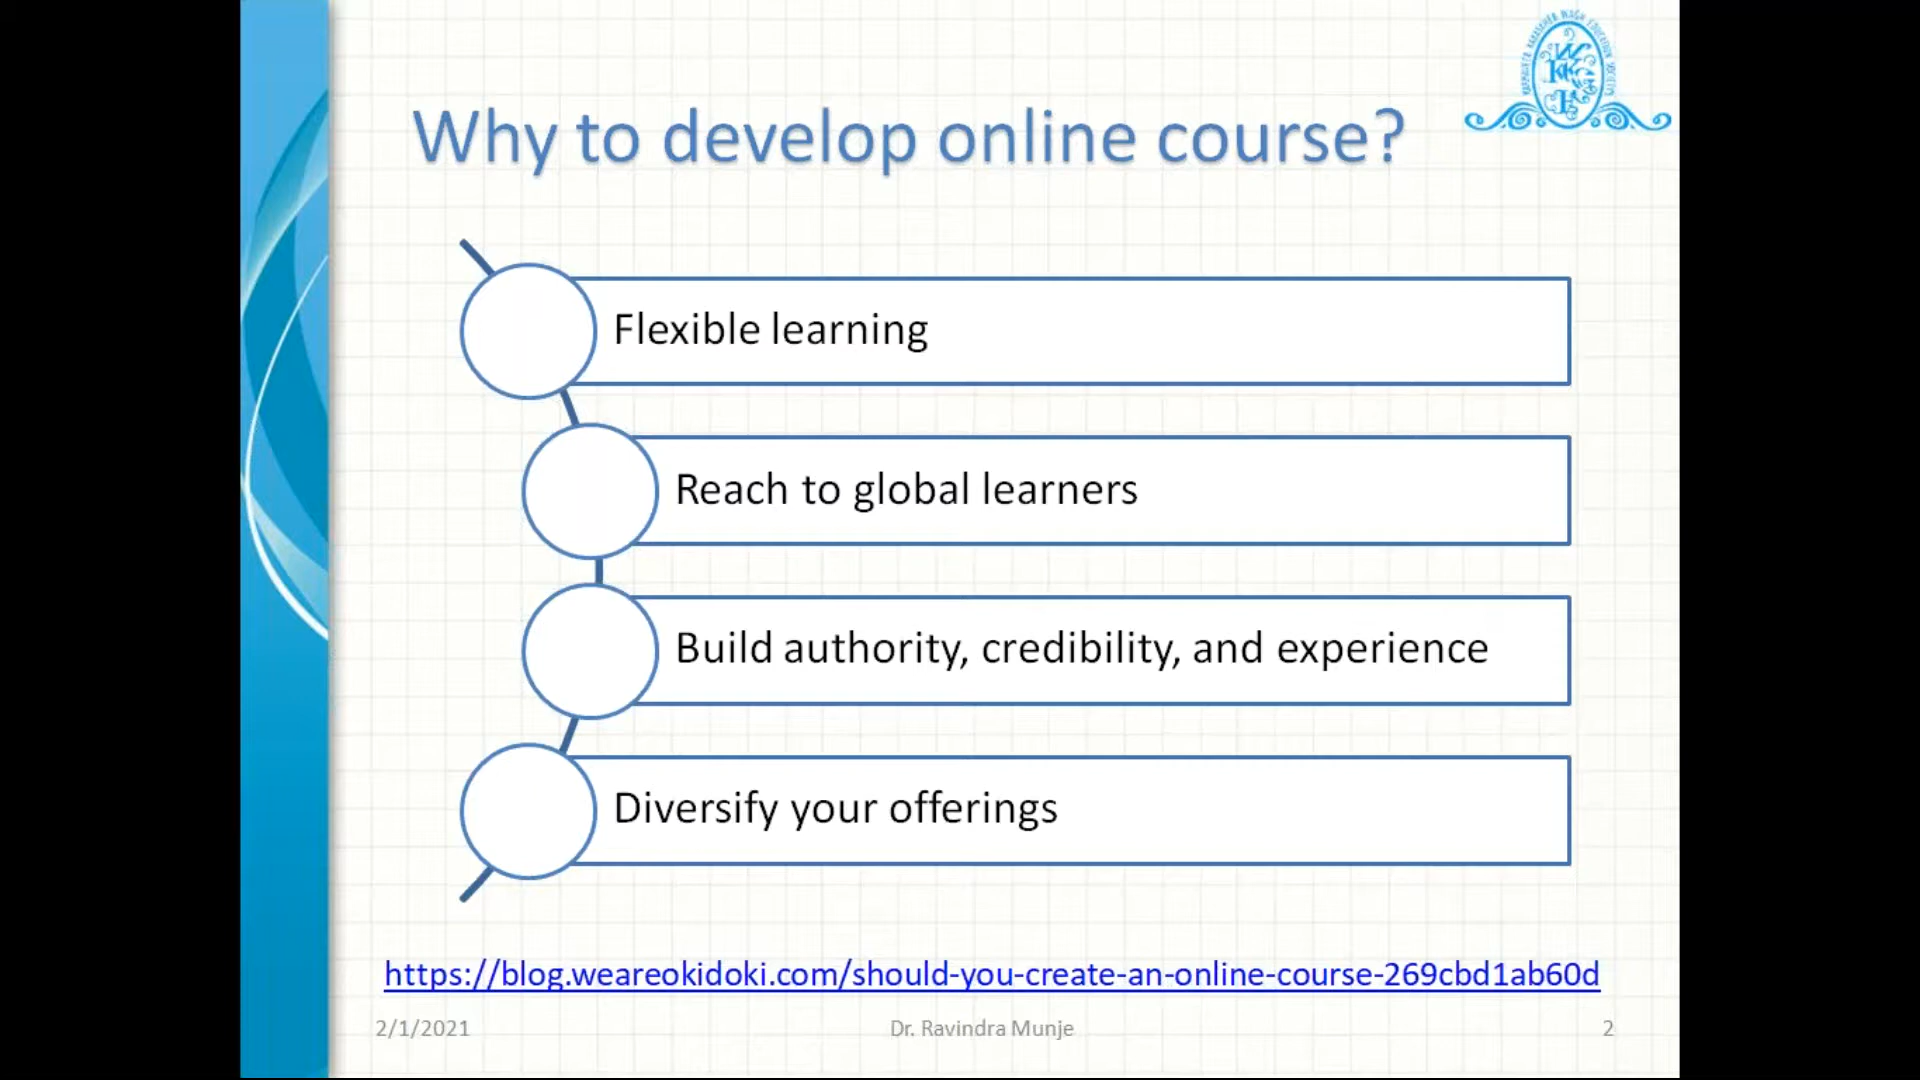 Why to develop online course?
Flexible learning
Reach to global learners
Build authority, credibility, and experience
Diversify your offerings
https://blog.weareokidoki.com/should-you-create-an-online-course-269cbd1ab60d
2/1/2021
Dr. Ravindra Munje
2